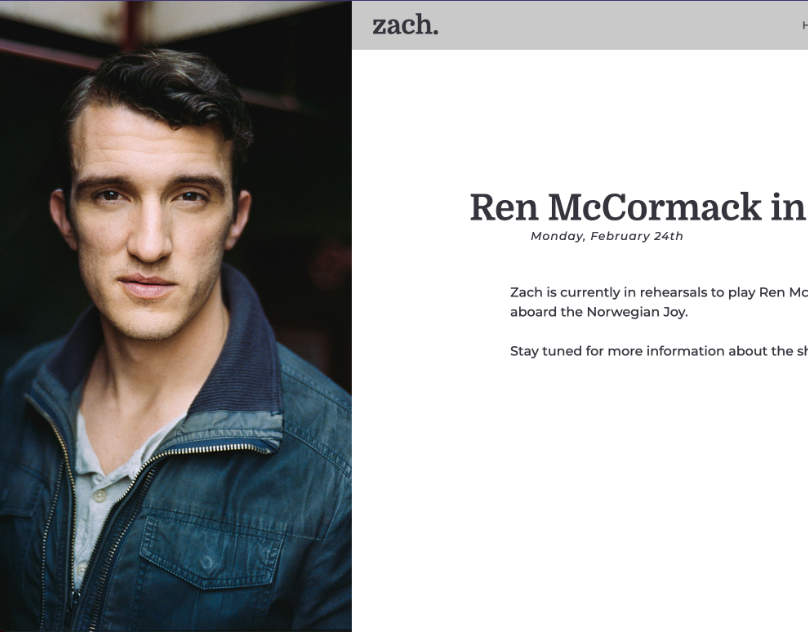 zach.
H
Ren McCormack in
Monday, February 24th
Zach is currently in rehearsals to play Ren Mc
aboard the Norwegian Joy.
Stay tuned for more information about the sh